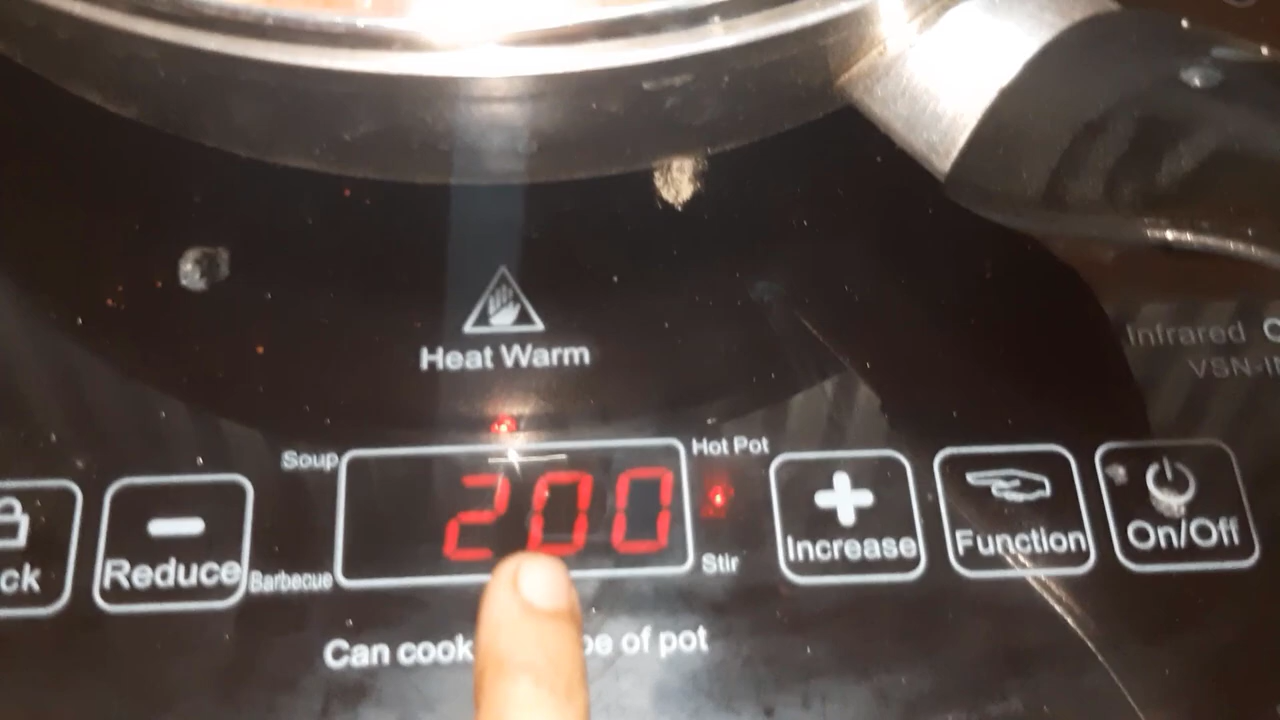 Heat Warm
Infrared
VSN-
Soup
200
Hot Pot
Stir
Barbecue
ck
Reduce
Increase
Function
On/Off
Can cook
of pot